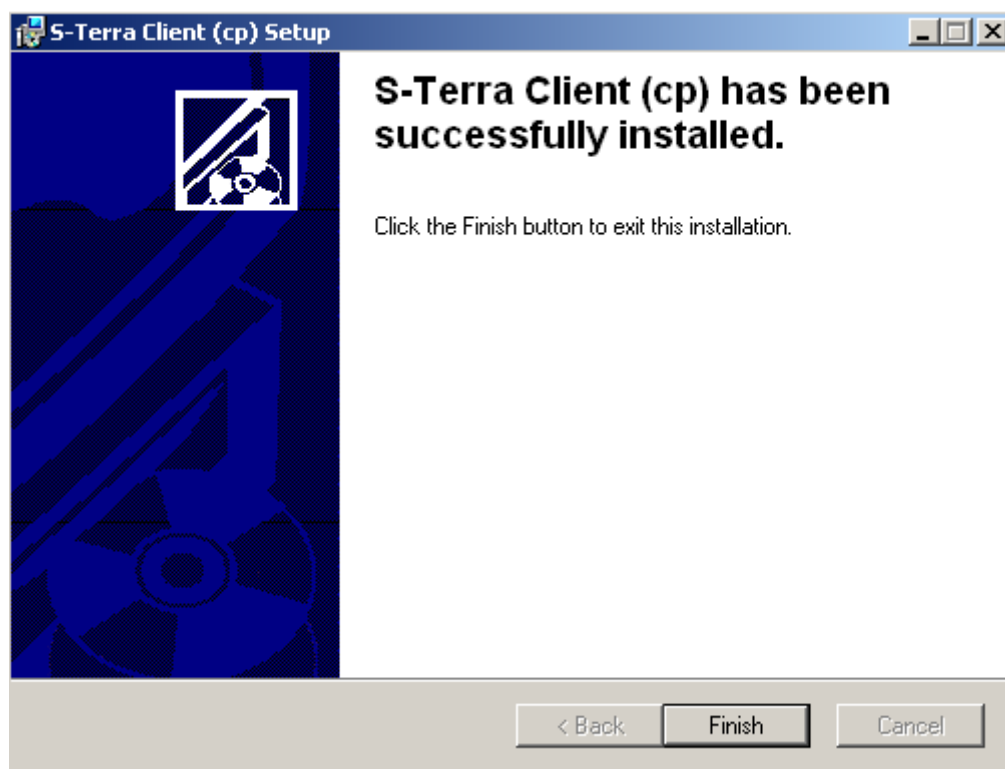 S-Terra Client (cp) Setup
S-Terra Client (cp) has been
successfully installed.
Click the Finish button to exit this installation.
< Back
Finish
Cancel